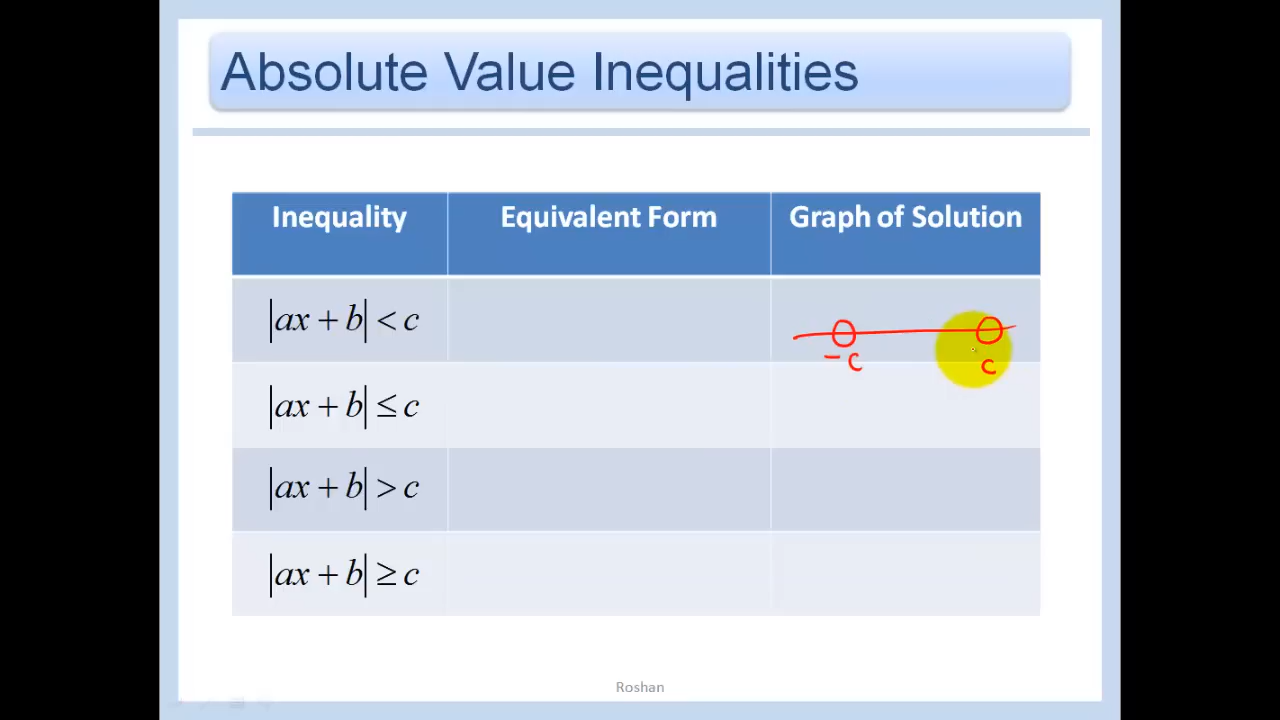 Absolute Value Inequalities
Inequality Equivalent Form Graph of Solution
|ax + b| < c
-c c
|ax + b| ≤ c
|ax + b| > c
|ax + b| ≥ c
Roshan